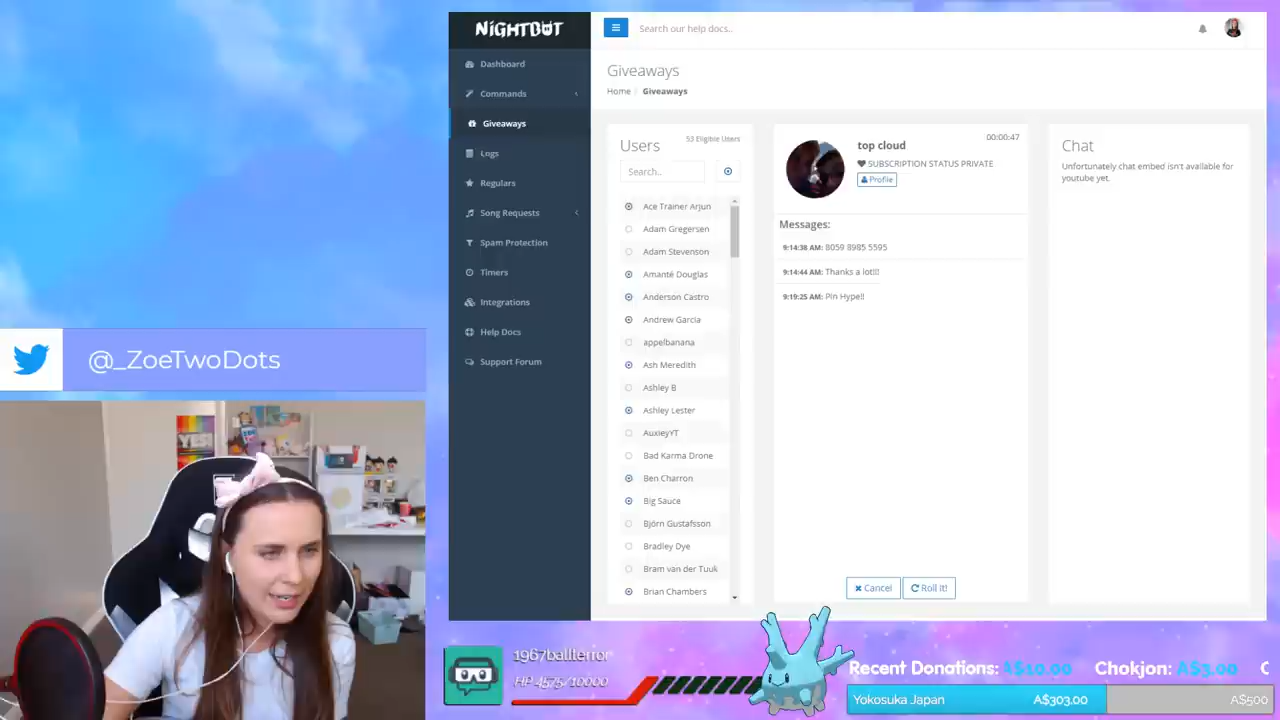 NiGHTBOT
Search our help docs..
Dashboard
Commands
Giveaways
Logs
Regulars
Song Requests
Spam Protection
Timers
Integrations
Help Docs
Support Forum
Giveaways
Home / Giveaways
Users
53 Eligible Users
Search..
Ace Trainer Arjun
Adam Gregersen
Adam Stevenson
Amanté Douglas
Anderson Castro
Andrew Garcia
appelbanana
Ash Meredith
Ashley B
Ashley Lester
AuxieyYT
Bad Karma Drone
Ben Charron
Big Sauce
Björn Gustafsson
Bradley Dye
Bram van der Tuuk
Brian Chambers
00:00:47
top cloud
SUBSCRIPTION STATUS PRIVATE
Profile
Messages:
9:14:38 AM: 8059 8985 5595
9:14:44 AM: Thanks a lot!!!
9:19:25 AM: Pin Hype!!
Cancel
Roll it!
Chat
Unfortunately chat embed isn't available for
youtube yet.
@_ZoeTwoDots
YES!
1967ballterror
HP 4575/10000
Recent Donations: A$10.00 Chokjon: A$3.00
Yokosuka Japan A$303.00 A$500